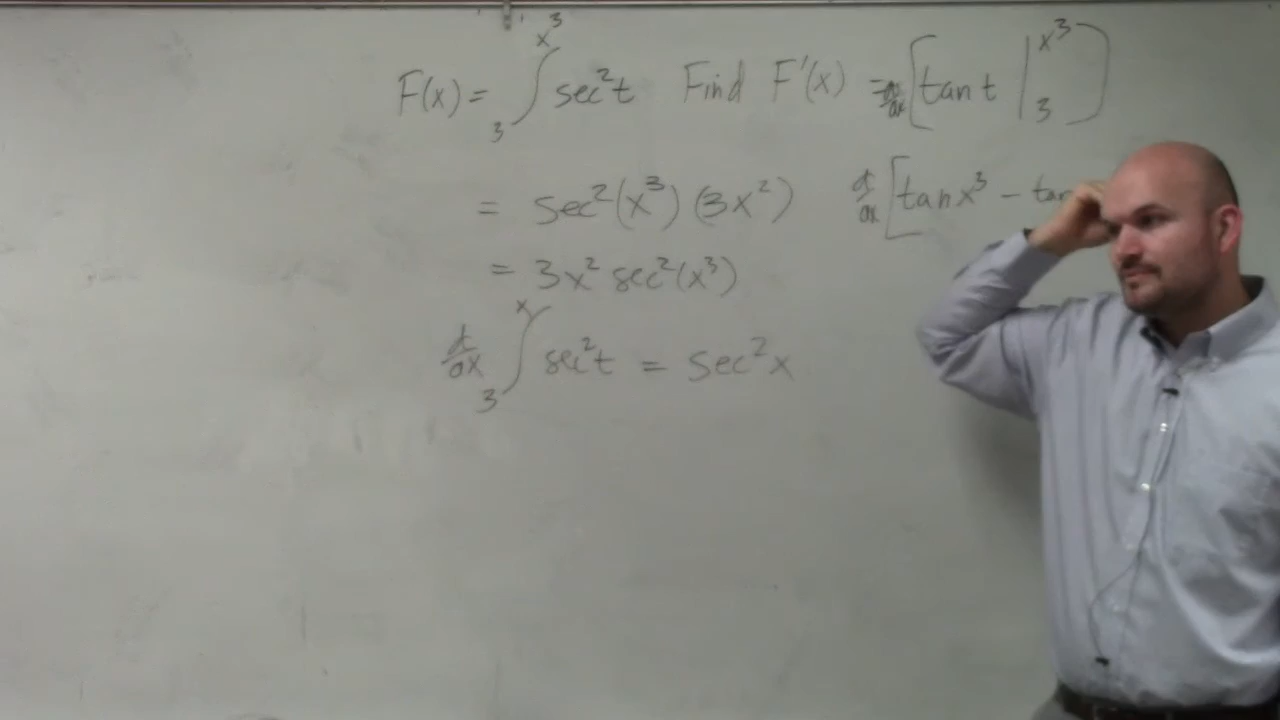 F(x) = ∫₃^x³ sec²t Find F'(x) = d/dx [tan t |₃^x³]
= sec²(x³) (3x²) d/dx [tan x³ - tan
= 3x² sec²(x³)
d/dx ∫₃^x sec²t = sec²x